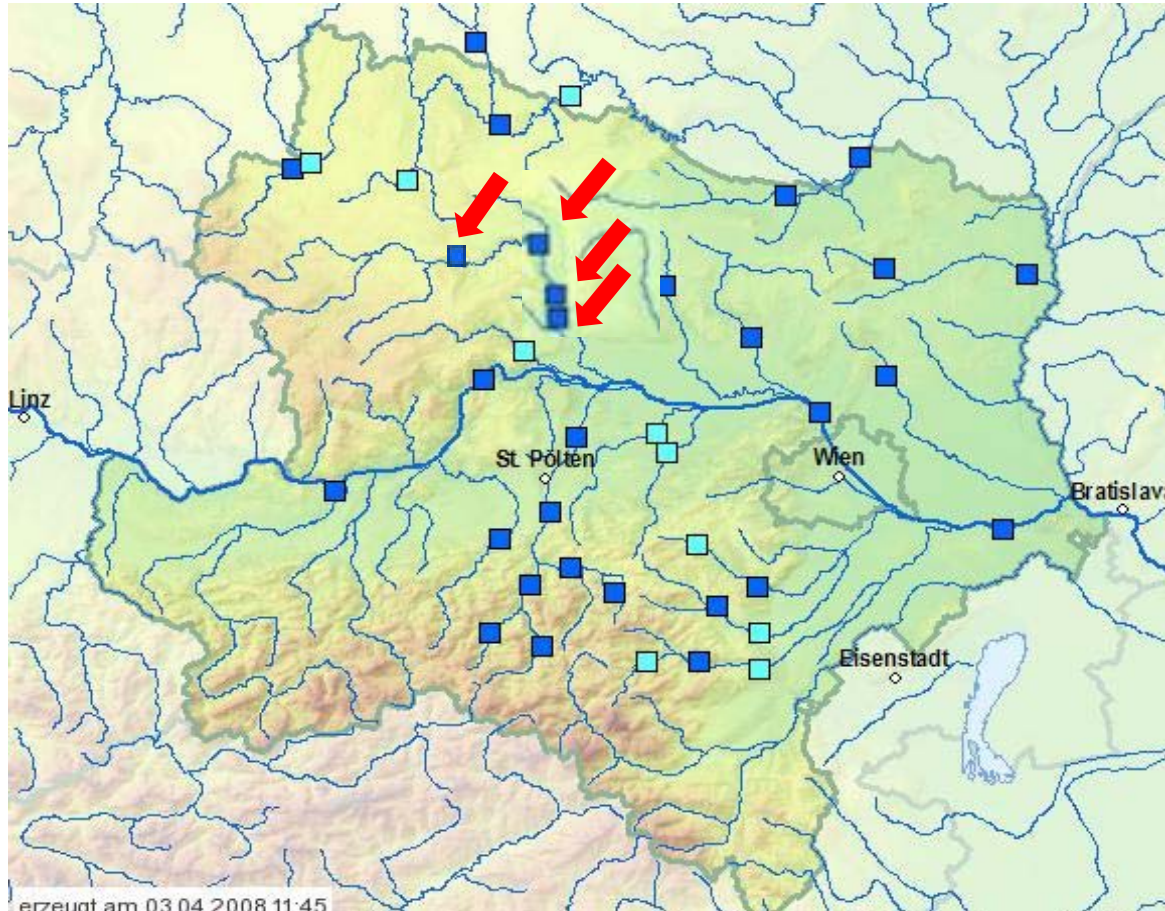 Linz
St. Pölten
Wien
Bratislava
Eisenstadt
erzeugt am 03.04.2008 11:45